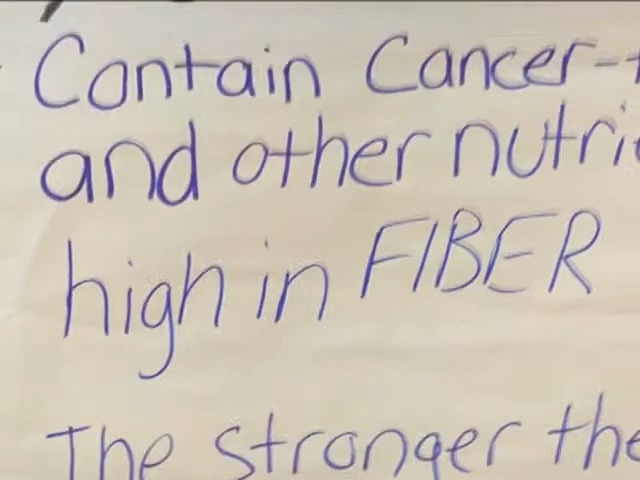 Contain Cancer-
and other nutri
high in FIBER
The stronger the